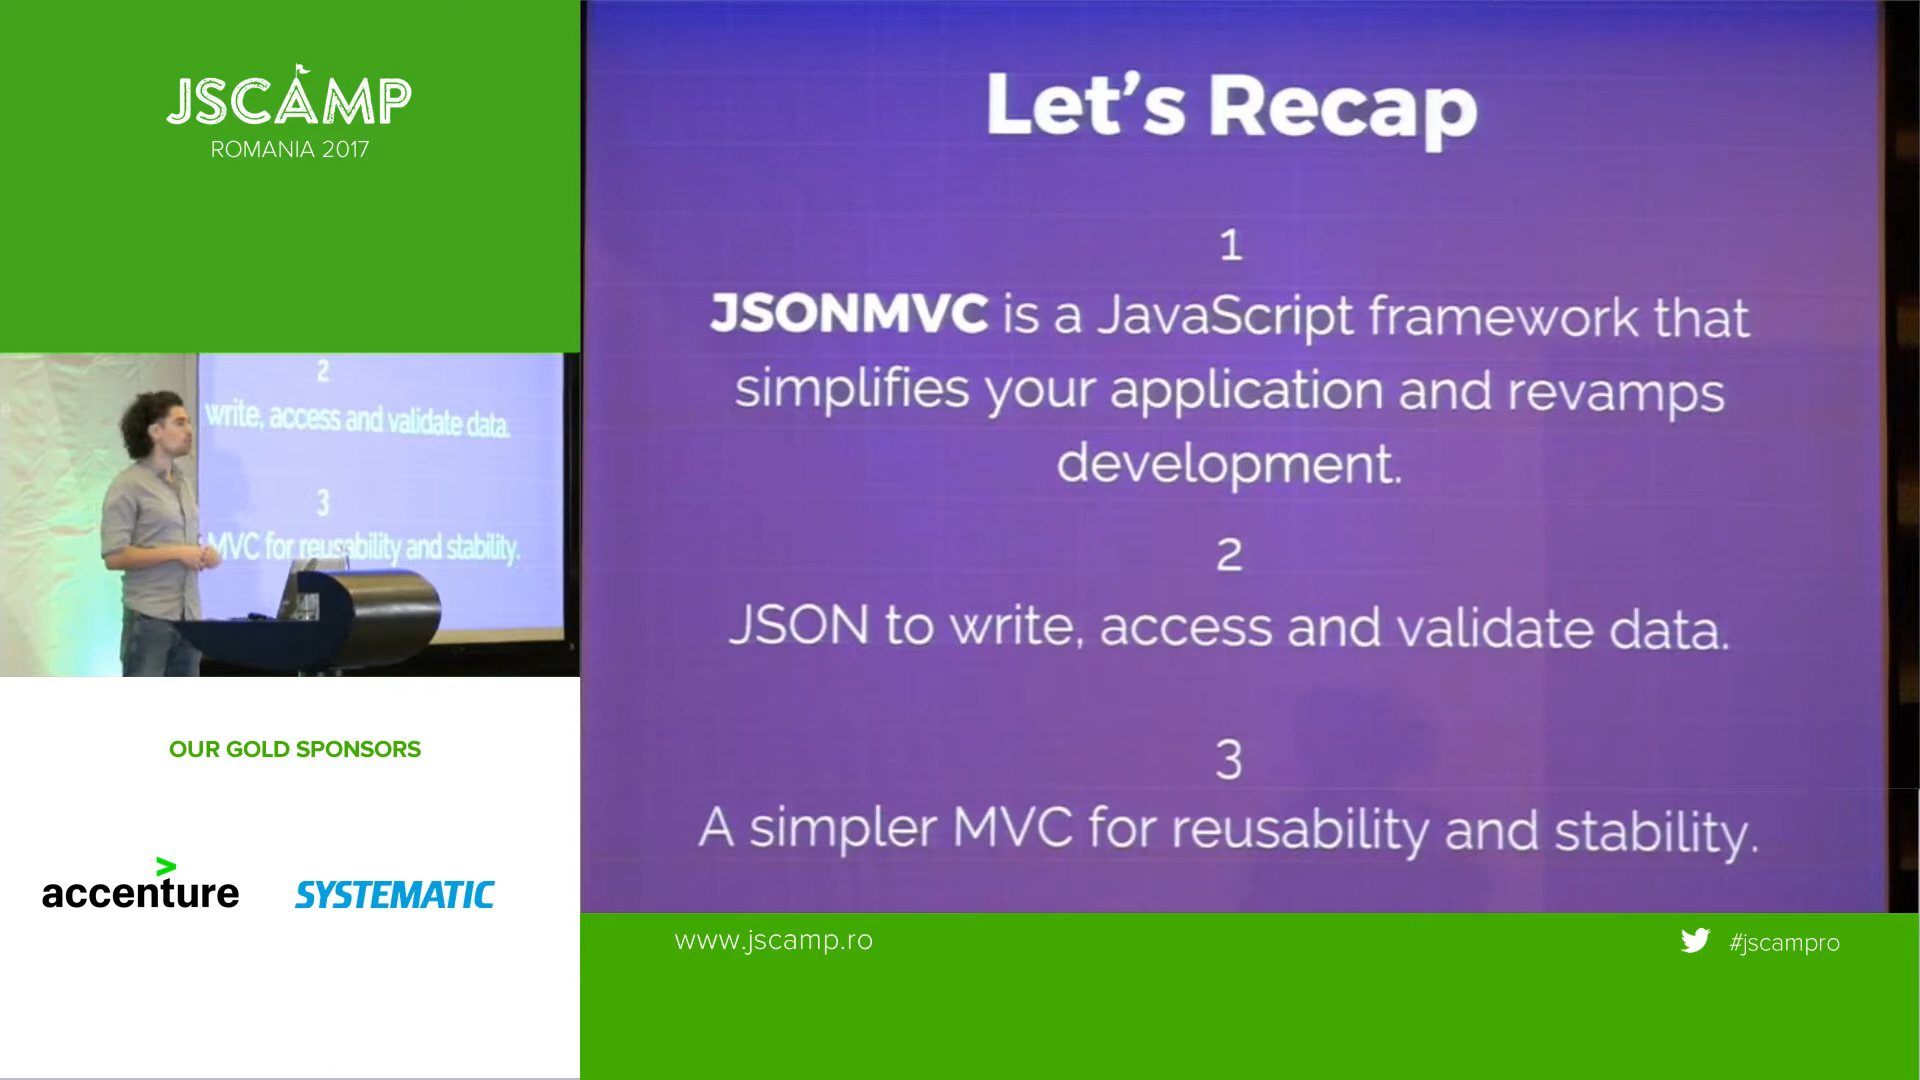 JSCAMP
ROMANIA 2017
2
write, access and validate data.
3
MVC for reusability and stability.
OUR GOLD SPONSORS
accenture
SYSTEMATIC
Let's Recap
1
JSONMVC is a JavaScript framework that
simplifies your application and revamps
development.
2
JSON to write, access and validate data.
3
A simpler MVC for reusability and stability.
www.jscamp.ro
#jscampro